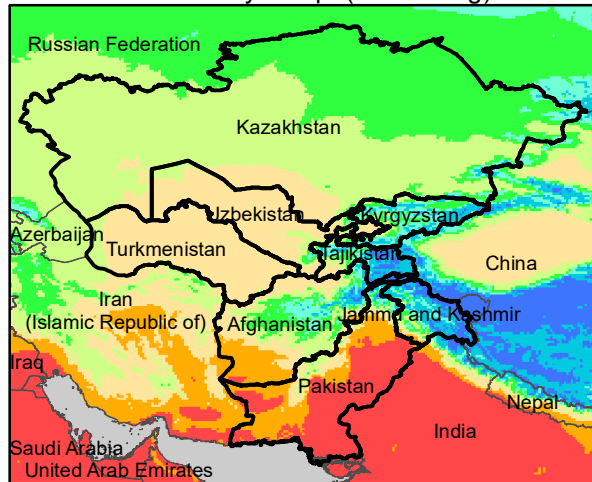 Russian Federation
Kazakhstan
Uzbekistan
Kyrgyzstan
Azerbaijan
Turkmenistan
Tajikistan
China
Iran
(Islamic Republic of)
Afghanistan
Jammu and Kashmir
Iraq
Pakistan
Nepal
India
Saudi Arabia
United Arab Emirates